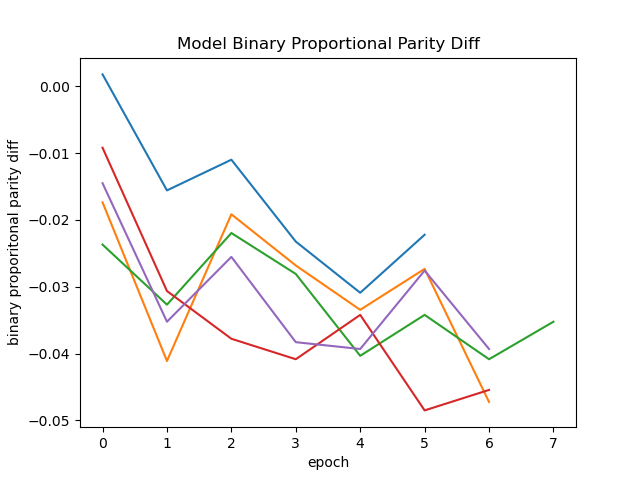 Model Binary Proportional Parity Diff
binary proporitonal parity diff
0.00
−0.01
−0.02
−0.03
−0.04
−0.05
0 1 2 3 4 5 6 7
epoch